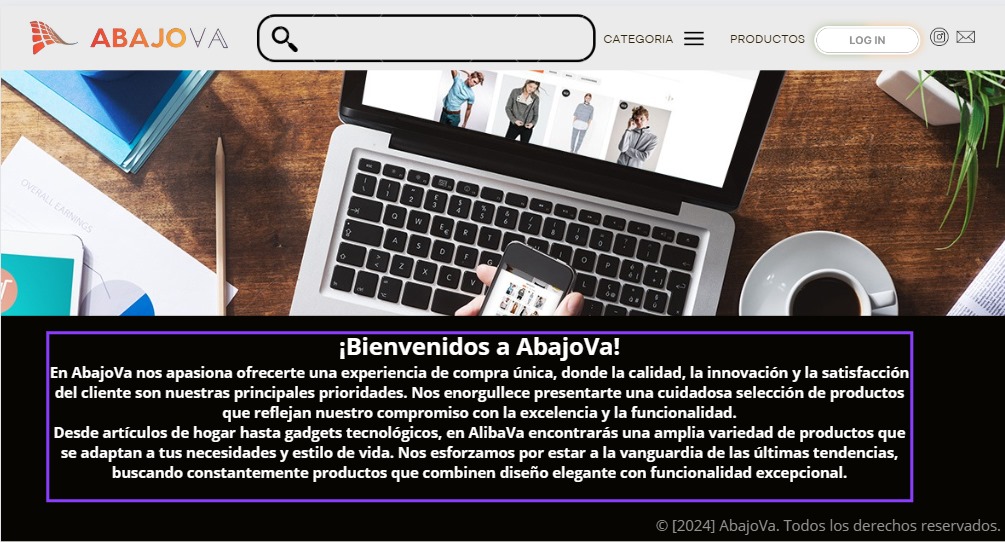 ABAJOVA
CATEGORIA
PRODUCTOS
LOG IN
OVERALL EARNINGS
¡Bienvenidos a AbajoVa!
En AbajoVa nos apasiona ofrecerte una experiencia de compra única, donde la calidad, la innovación y la satisfacción
del cliente son nuestras principales prioridades. Nos enorgullece presentarte una cuidadosa selección de productos
que reflejan nuestro compromiso con la excelencia y la funcionalidad.
Desde artículos de hogar hasta gadgets tecnológicos, en AlibaVa encontrarás una amplia variedad de productos que
se adaptan a tus necesidades y estilo de vida. Nos esforzamos por estar a la vanguardia de las últimas tendencias,
buscando constantemente productos que combinen diseño elegante con funcionalidad excepcional.
© [2024] AbajoVa. Todos los derechos reservados.